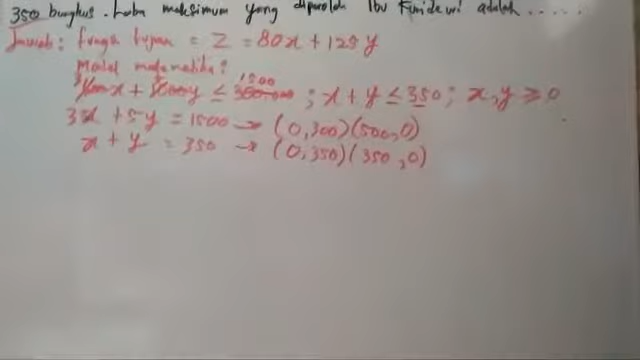 350 bungkus. Laba maksimum yang diperoleh Ibu adalah .....
Jawab: fungsi tujuan = Z = 80x + 125y
Model matematika:
1500
x + y ≤ ; x + y ≤ 350 ; x, y ≥ 0
3x + 5y = 1500 → (0,300)(500,0)
x + y = 350 → (0,350)(350,0)